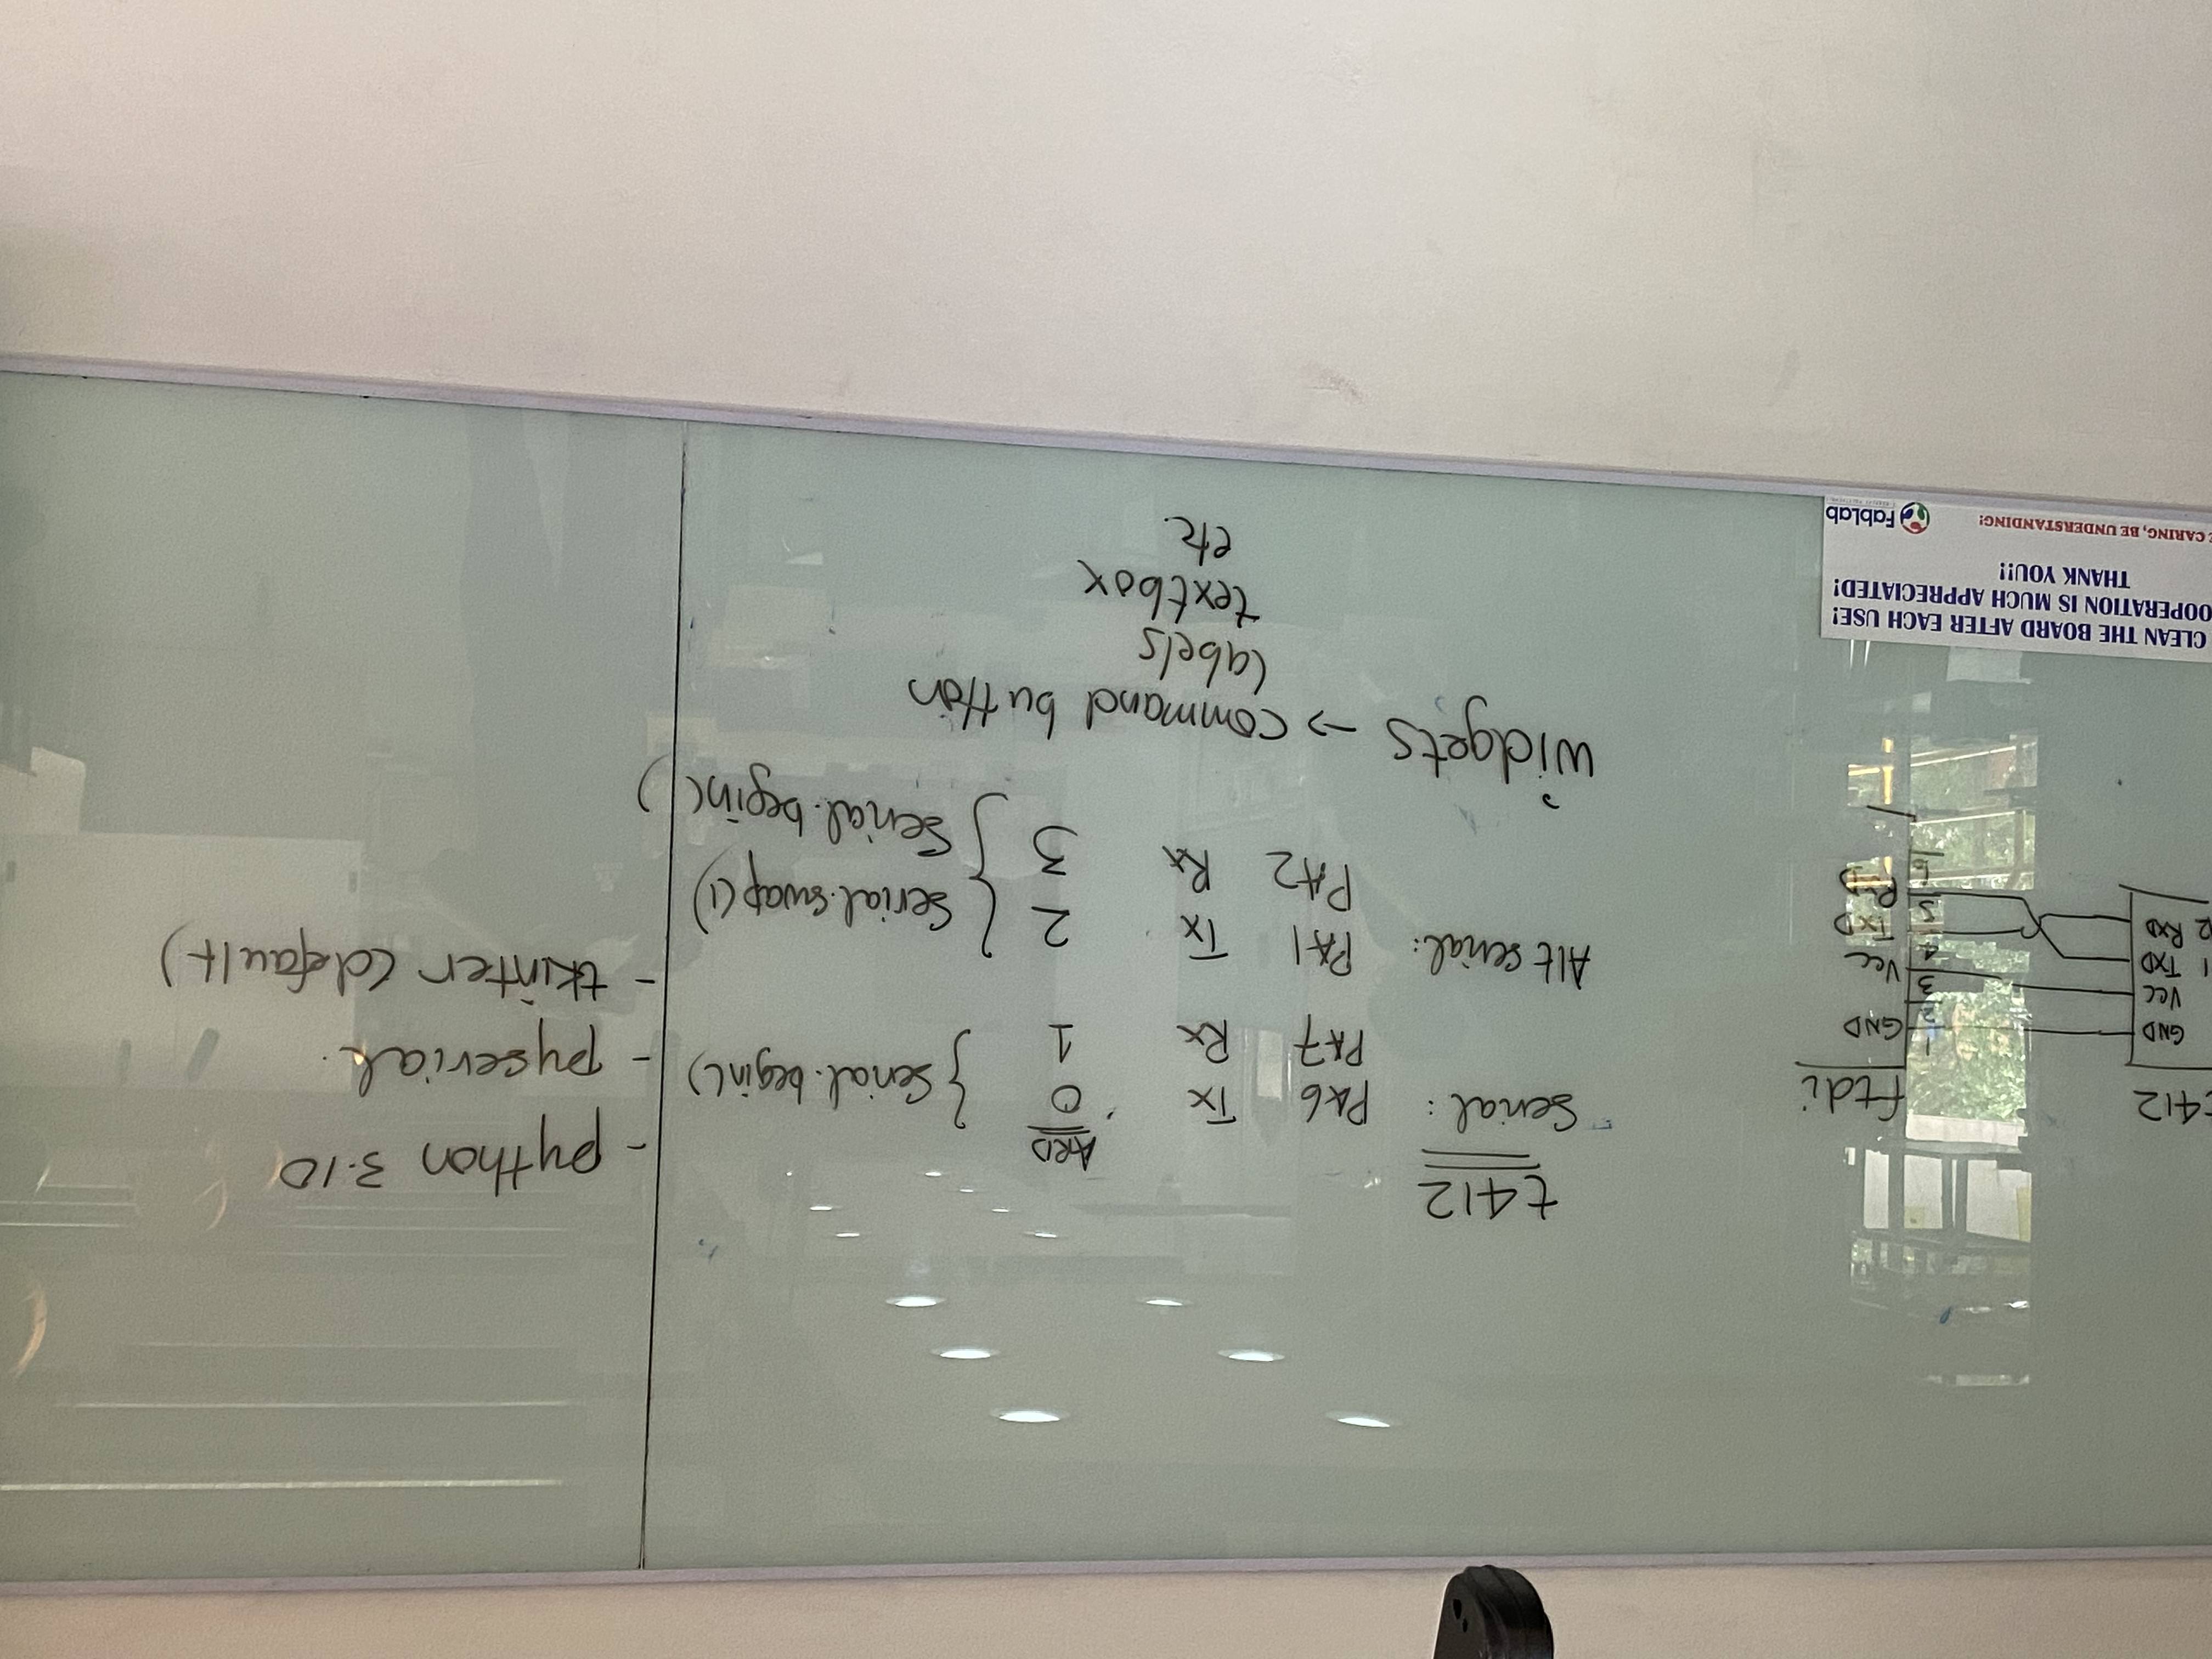 t412
ftdi
GND
Vcc
1 TXD
2 RXD
1
2
3
4
5
6
GND
Vcc
TxD
RxD
t412
ARD
Serial: PA6 Tx 0 } Serial.begin()
PA7 Rx 1
Alt serial: PA1 Tx 2 } Serial.swap(1)
PA2 Rx 3 Serial.begin( )
widgets → command button
labels
textbox
etc.
- python 3.10
- pyserial.
- tkinter (default)
CLEAN THE BOARD AFTER EACH USE!
OOPERATION IS MUCH APPRECIATED!
THANK YOU!!
CARING, BE UNDERSTANDING!
FabLab